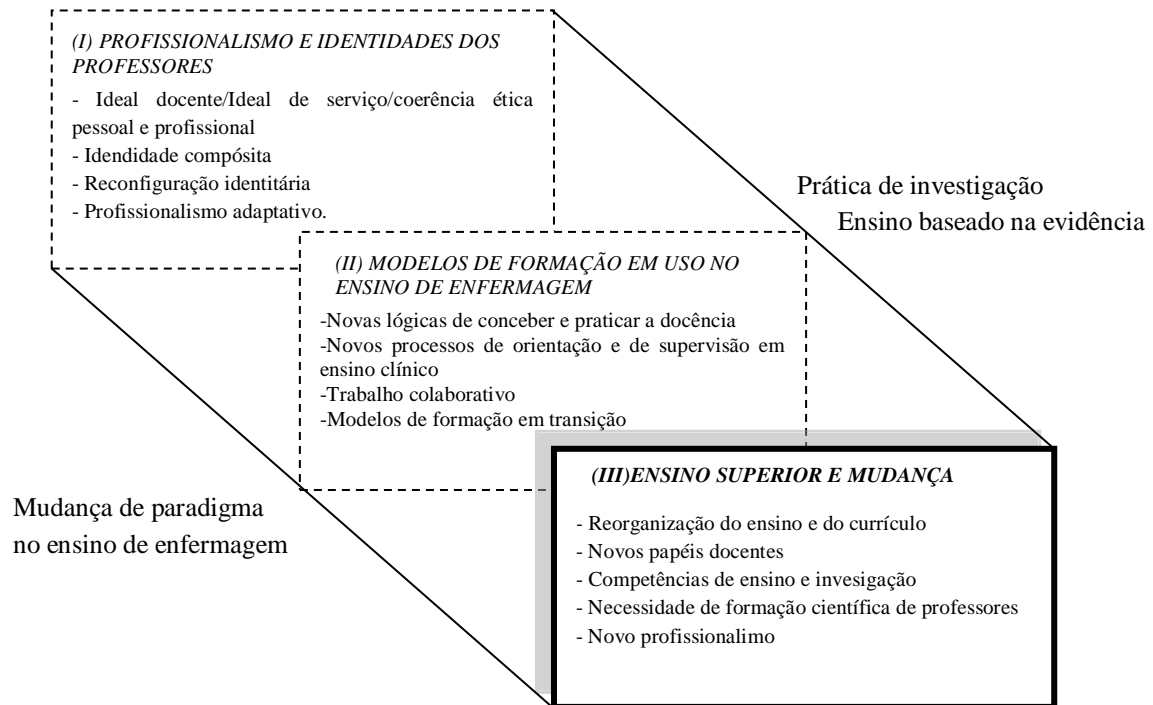 (I) PROFISSIONALISMO E IDENTIDADES DOS
PROFESSORES
- Ideal docente/Ideal de serviço/coerência ética
pessoal e profissional
- Idendidade compósita
- Reconfiguração identitária
- Profissionalismo adaptativo.
Prática de investigação
Ensino baseado na evidência
(II) MODELOS DE FORMAÇÃO EM USO NO
ENSINO DE ENFERMAGEM
-Novas lógicas de conceber e praticar a docência
-Novos processos de orientação e de supervisão em
ensino clínico
-Trabalho colaborativo
-Modelos de formação em transição
Mudança de paradigma
no ensino de enfermagem
(III)ENSINO SUPERIOR E MUDANÇA
- Reorganização do ensino e do currículo
- Novos papéis docentes
- Competências de ensino e invesigação
- Necessidade de formação científica de professores
- Novo profissionalimo